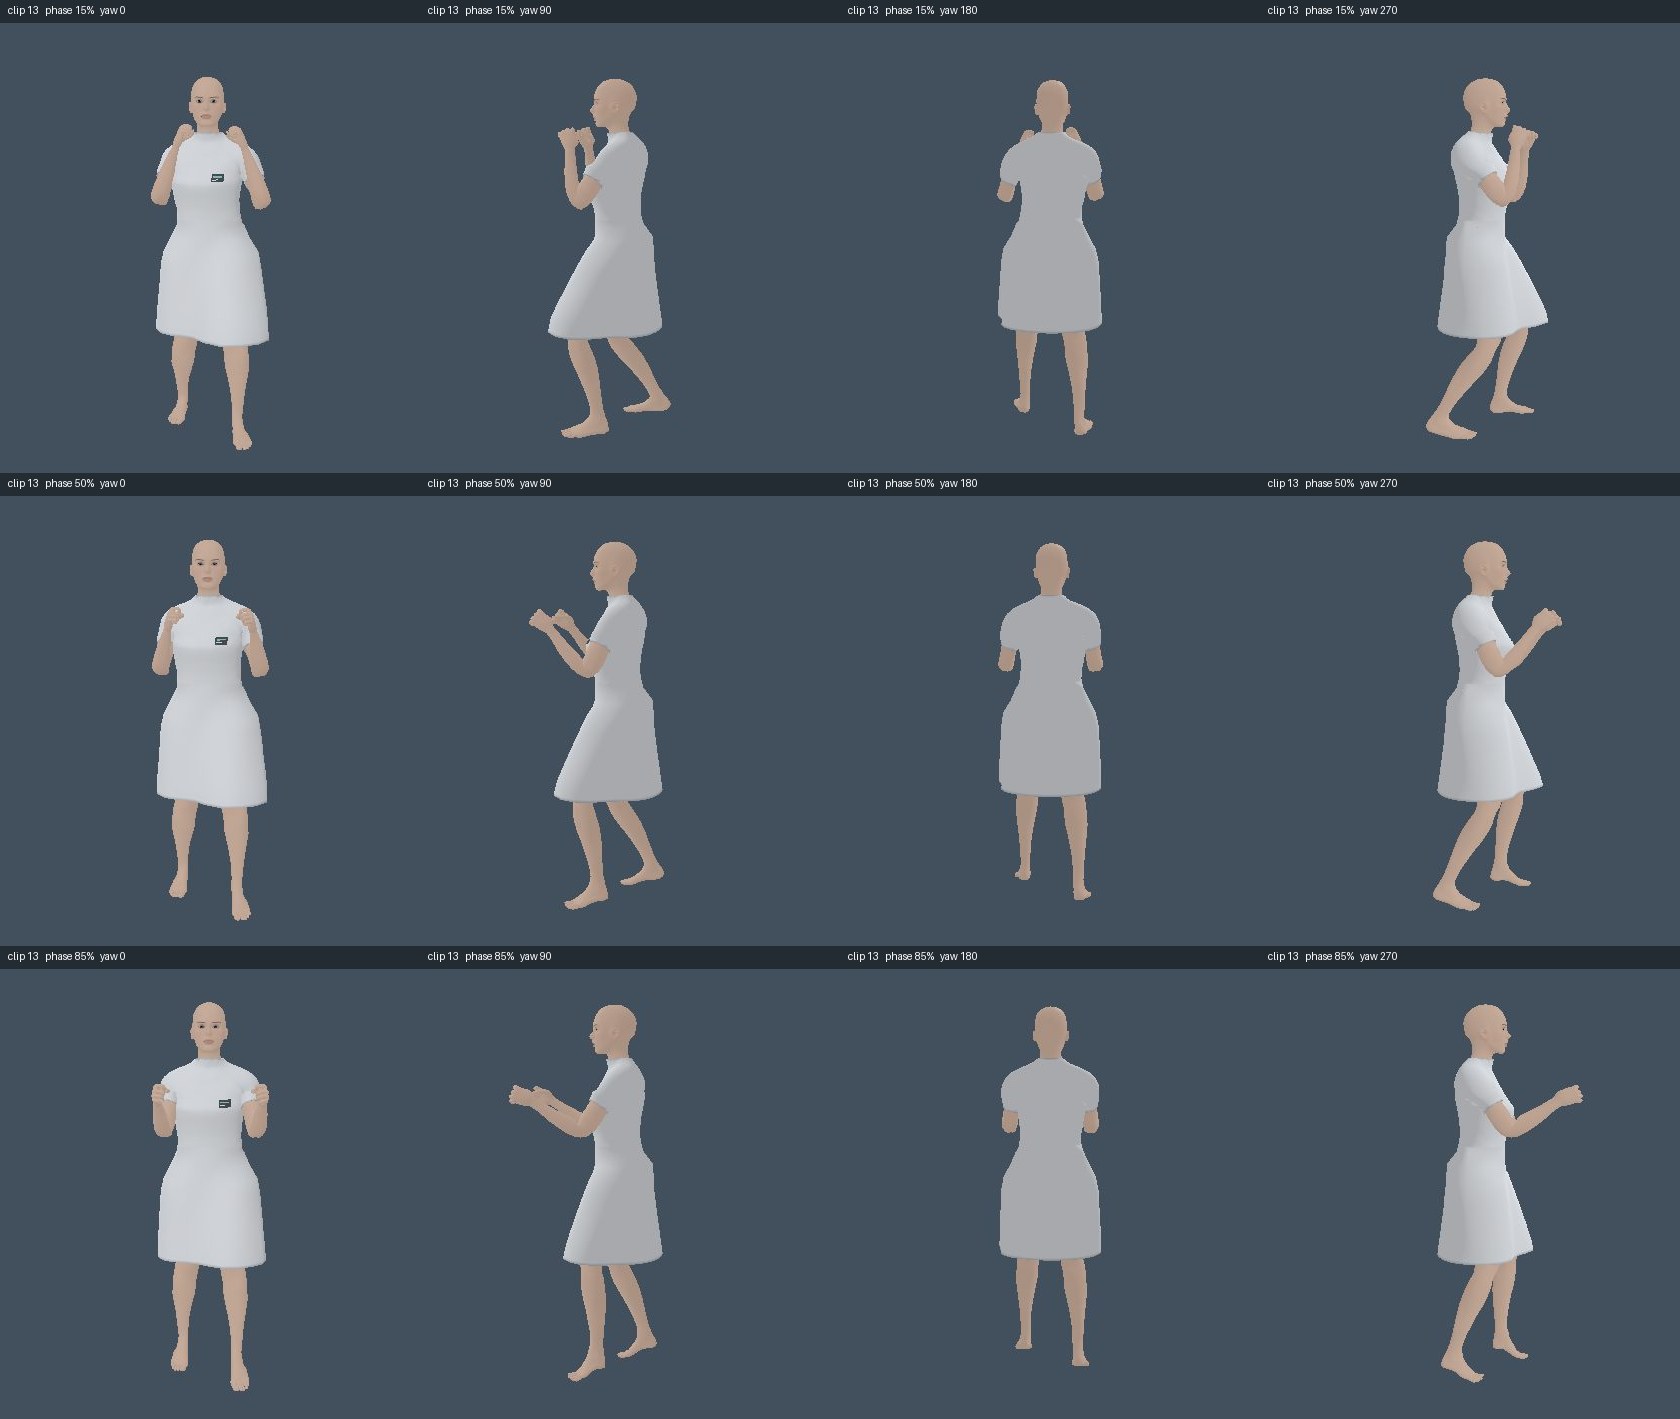 clip 13 phase 15% yaw 0
clip 13 phase 15% yaw 90
clip 13 phase 15% yaw 180
clip 13 phase 15% yaw 270
clip 13 phase 50% yaw 0
clip 13 phase 50% yaw 90
clip 13 phase 50% yaw 180
clip 13 phase 50% yaw 270
clip 13 phase 85% yaw 0
clip 13 phase 85% yaw 90
clip 13 phase 85% yaw 180
clip 13 phase 85% yaw 270